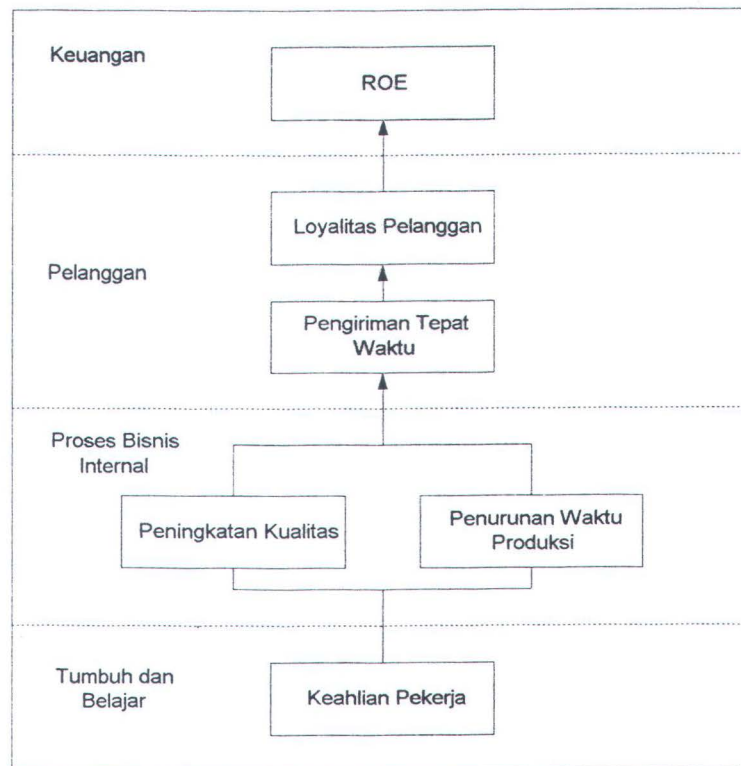 Keuangan
ROE
Loyalitas Pelanggan
Pelanggan
Pengiriman Tepat
Waktu
Proses Bisnis
Internal
Peningkatan Kualitas
Penurunan Waktu
Produksi
Tumbuh dan
Belajar
Keahlian Pekerja